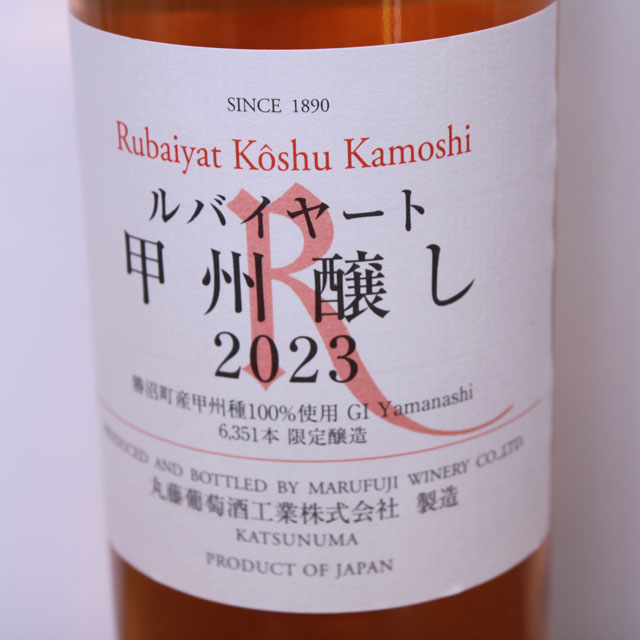 SINCE 1890
Rubaiyat Kôshu Kamoshi
ルバイヤート
甲州醸し
R
2023
勝沼町産甲州種100%使用 GI Yamanashi
6,351本 限定醸造
PRODUCED AND BOTTLED BY MARUFUJI WINERY CO.,LTD.
丸藤葡萄酒工業株式会社 製造
KATSUNUMA
PRODUCT OF JAPAN